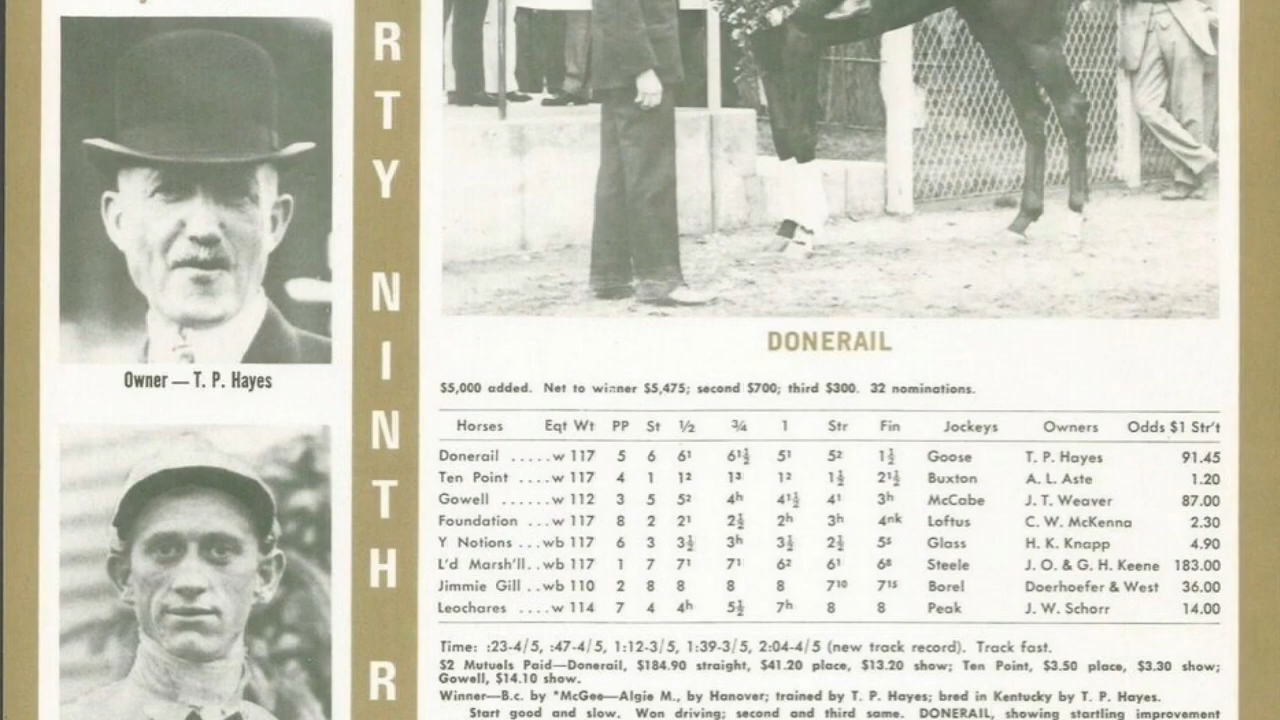 R
T
Y
N
I
N
T
H
R
Owner — T. P. Hayes
DONERAIL
$5,000 added. Net to winner $5,475; second $700; third $300. 32 nominations.
Horses Eqt Wt PP St ½ ¾ 1 Str Fin Jockeys Owners Odds $1 Str't
Donerail .....w 117 5 6 6¹ 6¹½ 5¹ 5² 1½ Goose T. P. Hayes 91.45
Ten Point .....w 117 4 1 1² 1³ 1² 1½ 2¹½ Buxton A. L. Aste 1.20
Gowell ......w 112 3 5 5² 4ʰ 4¹½ 4¹ 3ʰ McCabe J. T. Weaver 87.00
Foundation ...w 117 8 2 2¹ 2½ 2ʰ 3ʰ 4ⁿᵏ Loftus C. W. McKenna 2.30
Y Notions ...wb 117 6 3 3½ 3ʰ 3½ 2½ 5⁵ Glass H. K. Knapp 4.90
L'd Marsh'll..wb 117 1 7 7¹ 7¹ 6² 6¹ 6⁸ Steele J. O. & G. H. Keene 183.00
Jimmie Gill ..wb 110 2 8 8 8 8 7¹⁰ 7¹⁵ Borel Doerhoefer & West 36.00
Leochares ....w 114 7 4 4ʰ 5½ 7ʰ 8 8 Peak J. W. Schorr 14.00
Time: :23-4/5, :47-4/5, 1:12-3/5, 1:39-3/5, 2:04-4/5 (new track record). Track fast.
$2 Mutuels Paid—Donerail, $184.90 straight, $41.20 place, $13.20 show; Ten Point, $3.50 place, $3.30 show;
Gowell, $14.10 show.
Winner—B.c. by *McGee—Algie M., by Hanover; trained by T. P. Hayes; bred in Kentucky by T. P. Hayes.
Start good and slow. Won driving; second and third same. DONERAIL, showing startling improvement